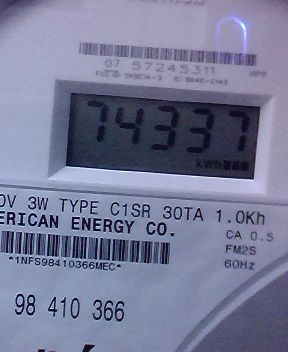 07 57245311
74337
kWh
0V 3W TYPE C1SR 30TA 1.0Kh
ERICAN ENERGY CO.
CA 0.5
FM2S
60Hz
*1NFS98410366MEC*
98 410 366